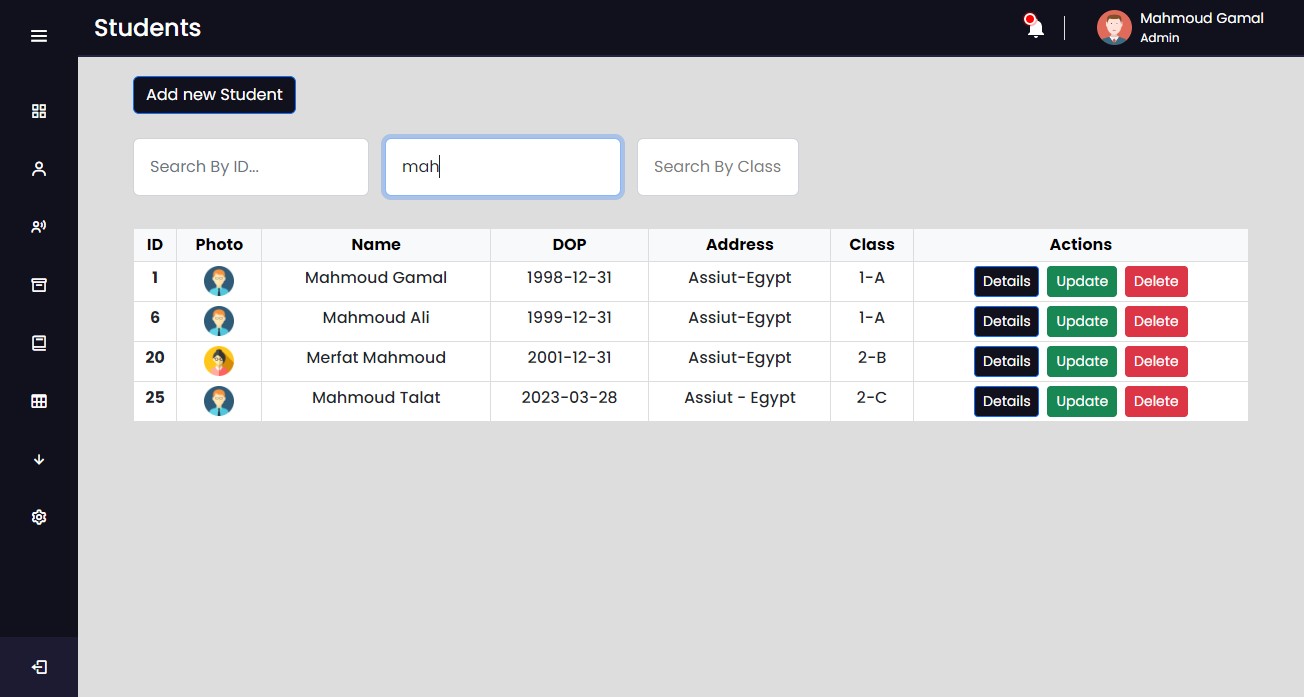 Students
Mahmoud Gamal
Admin
Add new Student
Search By ID...
mah
Search By Class
ID Photo Name DOP Address Class Actions
1 Mahmoud Gamal 1998-12-31 Assiut-Egypt 1-A Details Update Delete
6 Mahmoud Ali 1999-12-31 Assiut-Egypt 1-A Details Update Delete
20 Merfat Mahmoud 2001-12-31 Assiut-Egypt 2-B Details Update Delete
25 Mahmoud Talat 2023-03-28 Assiut - Egypt 2-C Details Update Delete